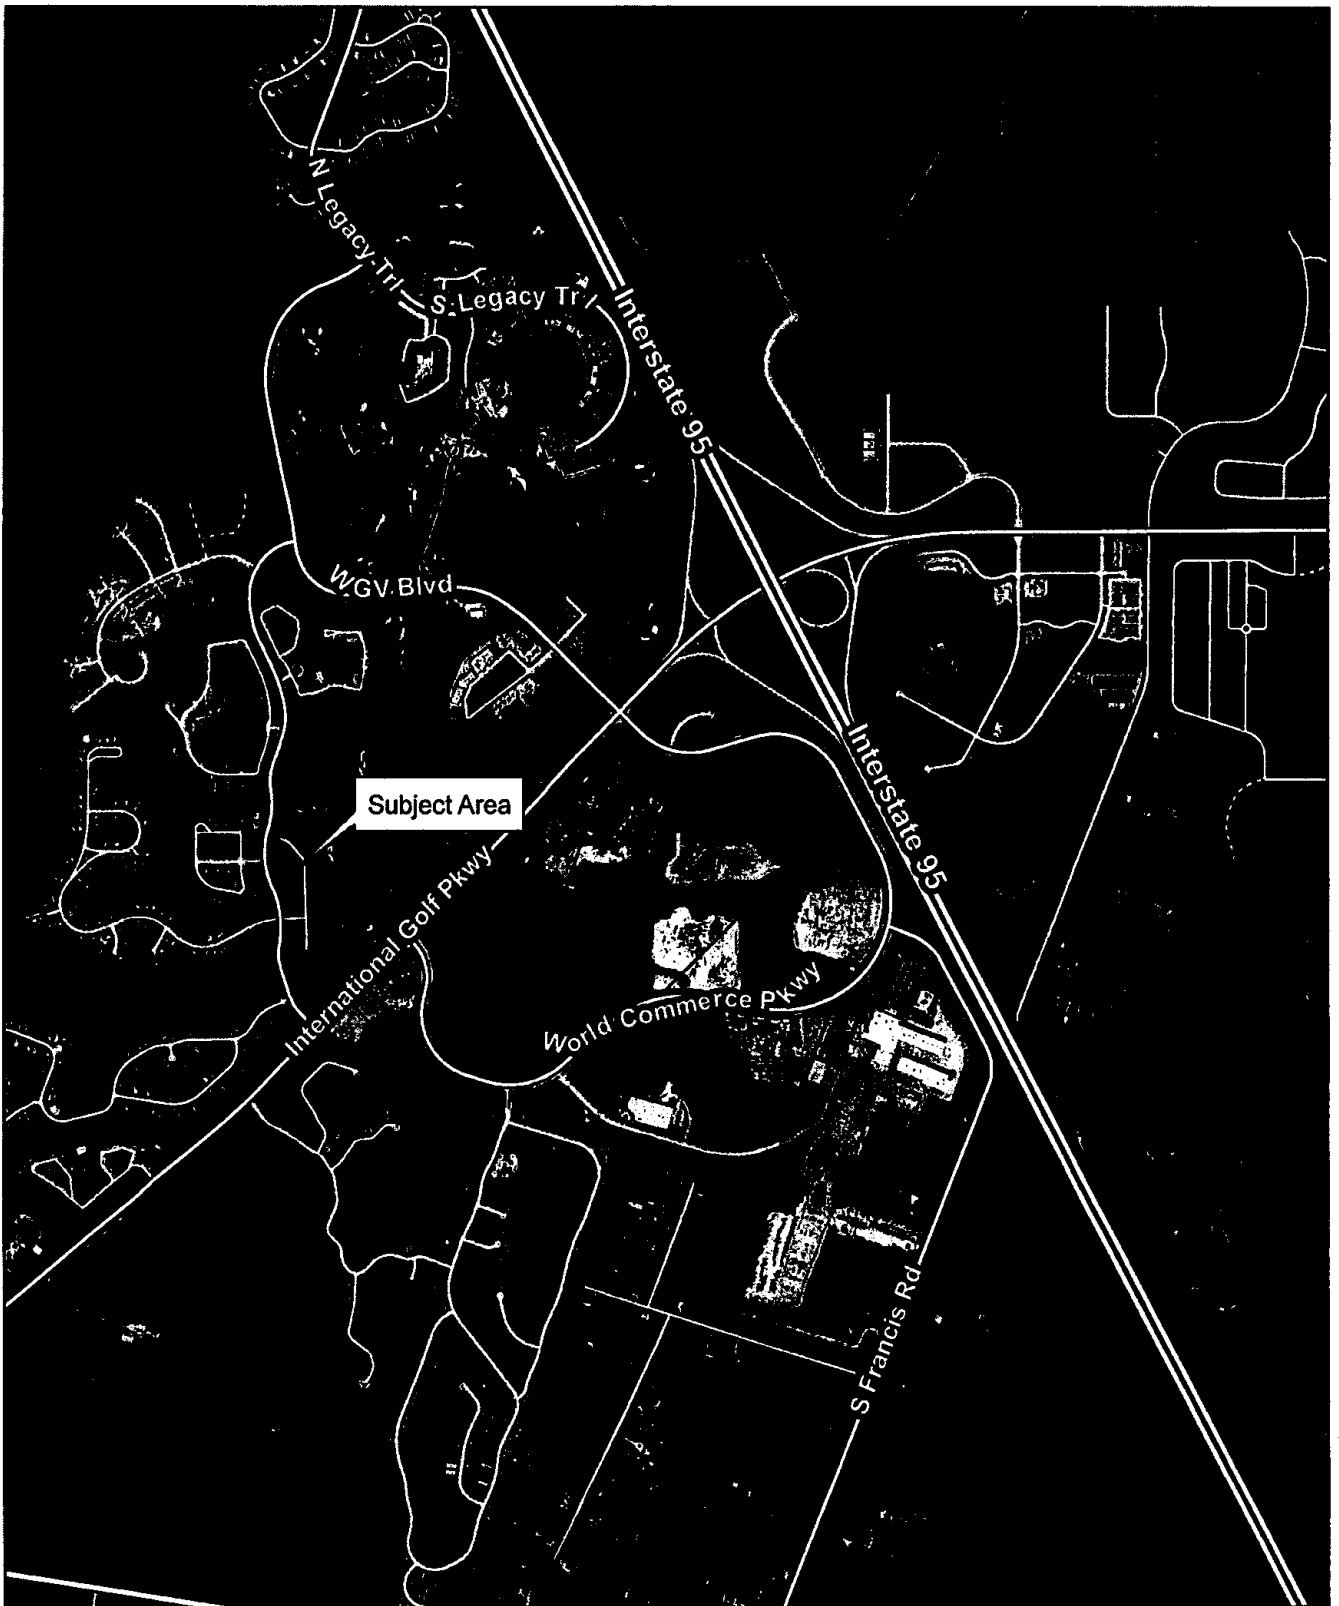 N Legacy Trl
S Legacy Trl
Interstate 95
WGV Blvd
Interstate 95
Subject Area
International Golf Pkwy
World Commerce Pkwy
S Francis Rd